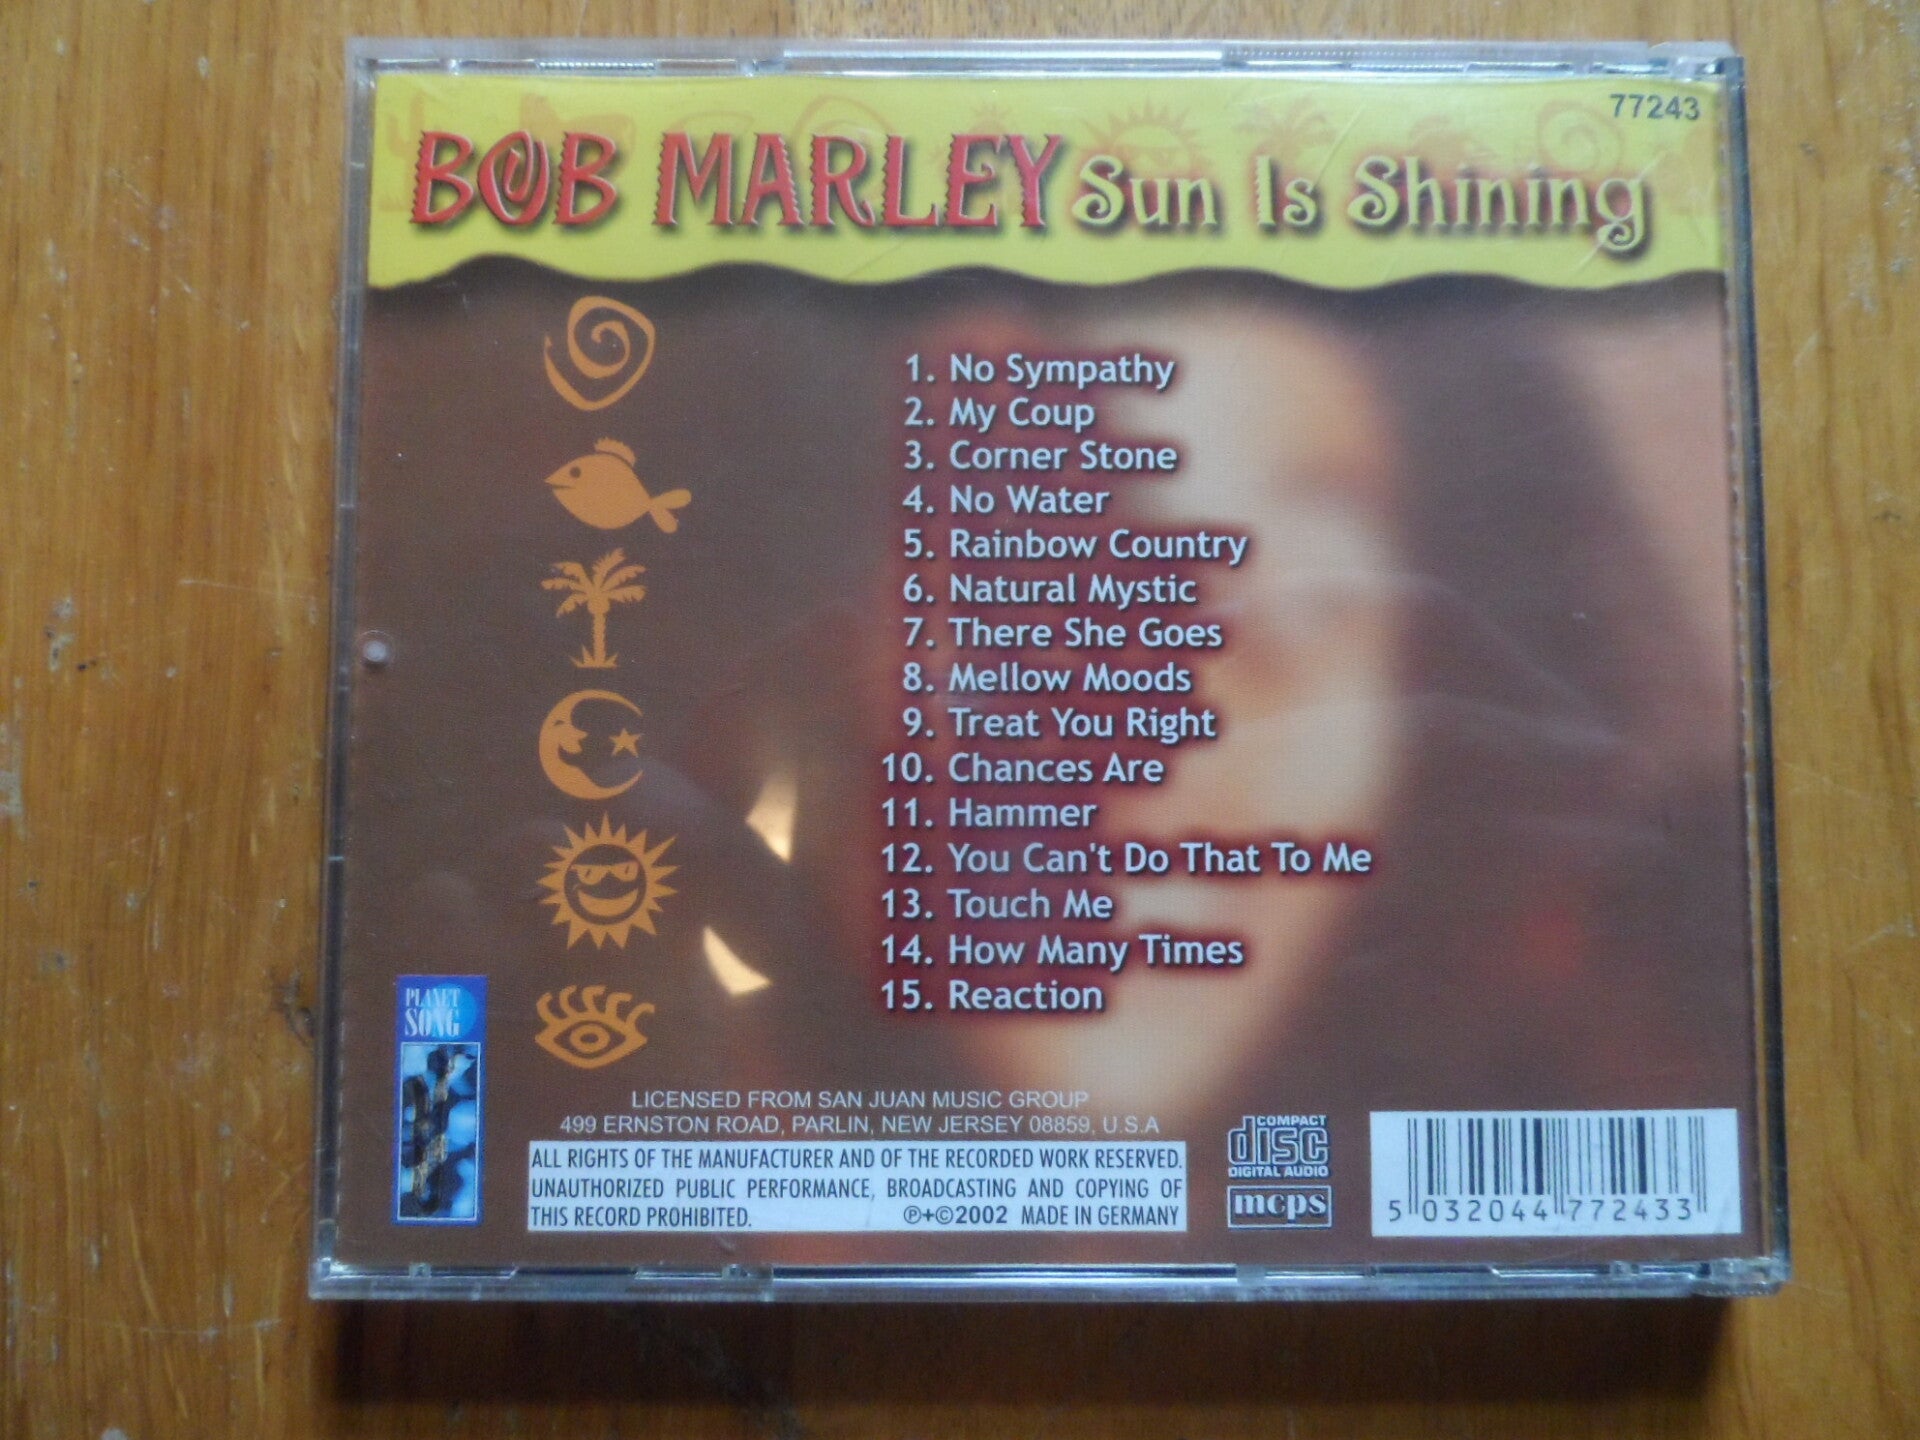 77243
BOB MARLEY Sun Is Shining
1. No Sympathy
2. My Coup
3. Corner Stone
4. No Water
5. Rainbow Country
6. Natural Mystic
7. There She Goes
8. Mellow Moods
9. Treat You Right
10. Chances Are
11. Hammer
12. You Can't Do That To Me
13. Touch Me
14. How Many Times
15. Reaction
PLANET
SONG
LICENSED FROM SAN JUAN MUSIC GROUP
499 ERNSTON ROAD, PARLIN, NEW JERSEY 08859, U.S.A
ALL RIGHTS OF THE MANUFACTURER AND OF THE RECORDED WORK RESERVED.
UNAUTHORIZED PUBLIC PERFORMANCE, BROADCASTING AND COPYING OF
THIS RECORD PROHIBITED. ℗+©2002 MADE IN GERMANY
COMPACT
disc
DIGITAL AUDIO
mcps
5 032044 772433